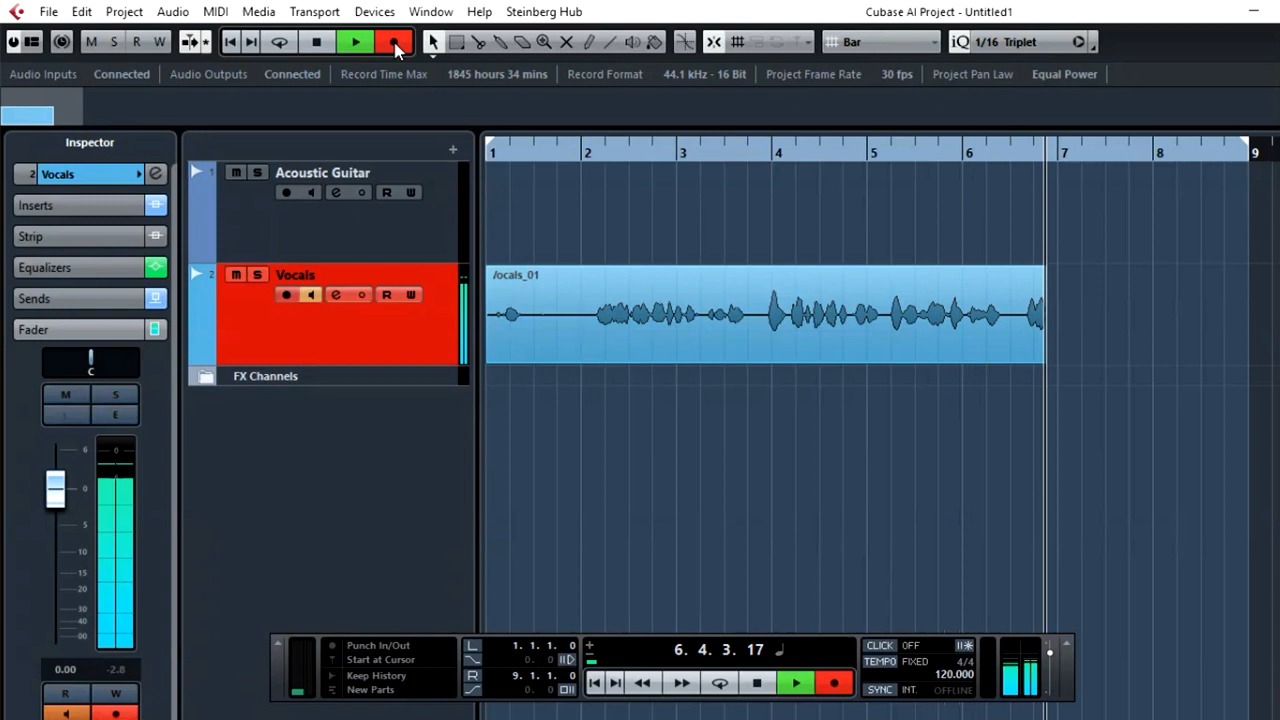 File Edit Project Audio MIDI Media Transport Devices Window Help Steinberg Hub Cubase AI Project - Untitled1
M S R W Bar iQ 1/16 Triplet
Audio Inputs Connected Audio Outputs Connected Record Time Max 1845 hours 34 mins Record Format 44.1 kHz - 16 Bit Project Frame Rate 30 fps Project Pan Law Equal Power
Inspector
2 Vocals e
Inserts
Strip
Equalizers
Sends
Fader
C
M S
L E
6 0
0
5
10
15
20
30
40
00
0.00 -2.8
R W
+
1 m S Acoustic Guitar
e R W
2 m S Vocals
e R W
FX Channels
1 2 3 4 5 6 7 8 9
/ocals_01
Punch In/Out
Start at Cursor
Keep History
New Parts
L 1. 1. 1. 0
0. 0
R 9. 1. 1. 0
0. 0
6. 4. 3. 17
CLICK OFF
TEMPO FIXED 4/4
120.000
SYNC INT. OFFLINE